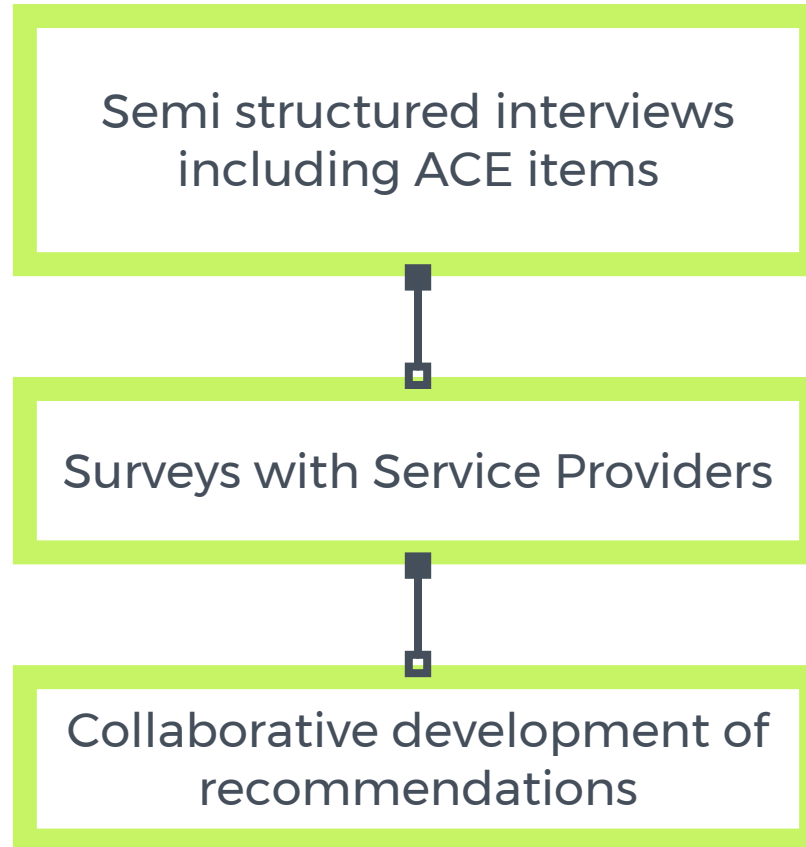 Semi structured interviews
including ACE items
Surveys with Service Providers
Collaborative development of
recommendations